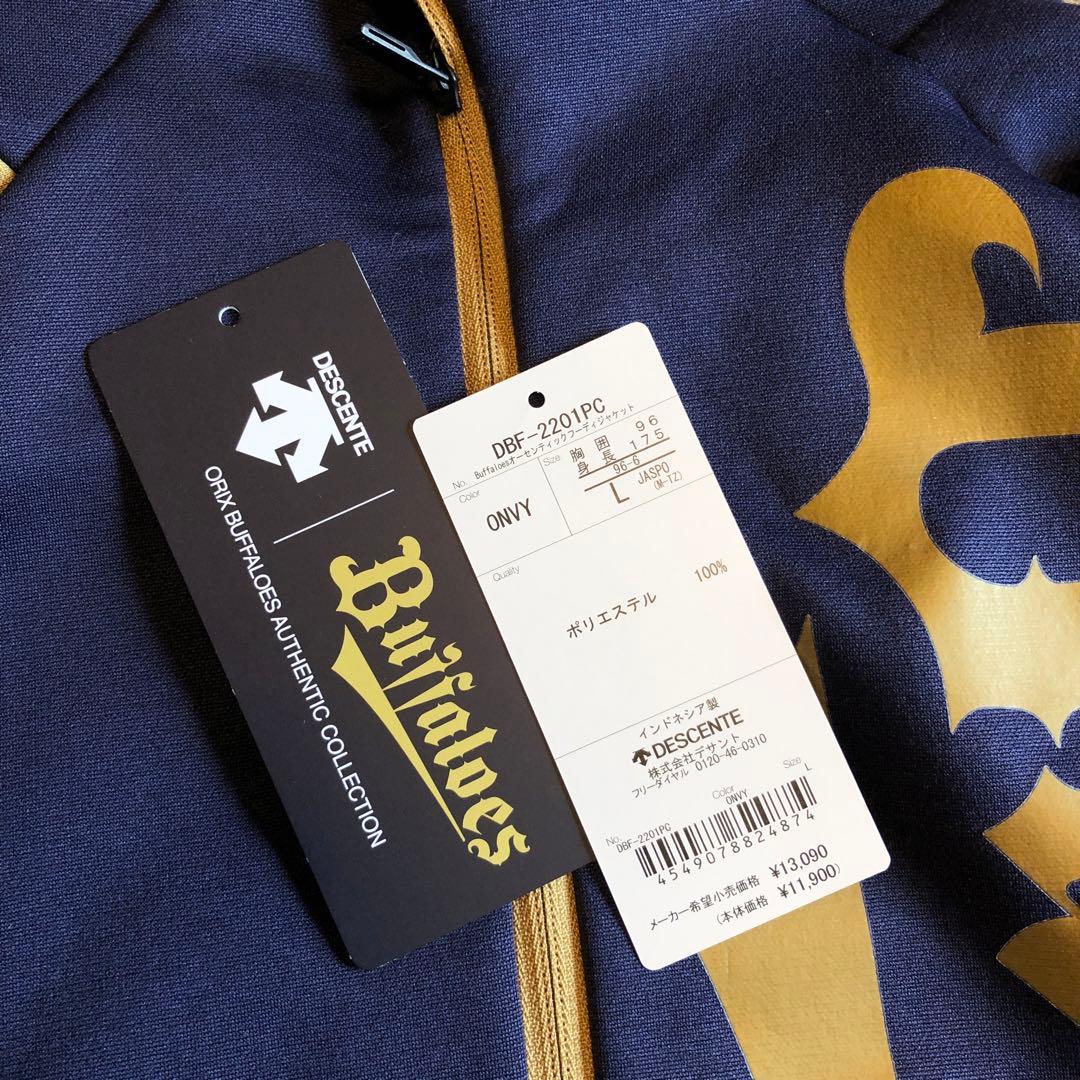 DESCENTE
ORIX BUFFALOES AUTHENTIC COLLECTION
Buffaloes
No. DBF-2201PC
Buffaloesオーセンティックフーディジャケット
Color
0NVY
Size
胸囲 96
身長 175
96-6
L
JASPO
(M-TZ)
Quality
ポリエステル 100%
インドネシア製
DESCENTE
株式会社デサント
フリーダイヤル 0120-46-0310
No. Color Size
DBF-2201PC 0NVY L
4549078824874
メーカー希望小売価格 ¥13,090
(本体価格 ¥11,900)